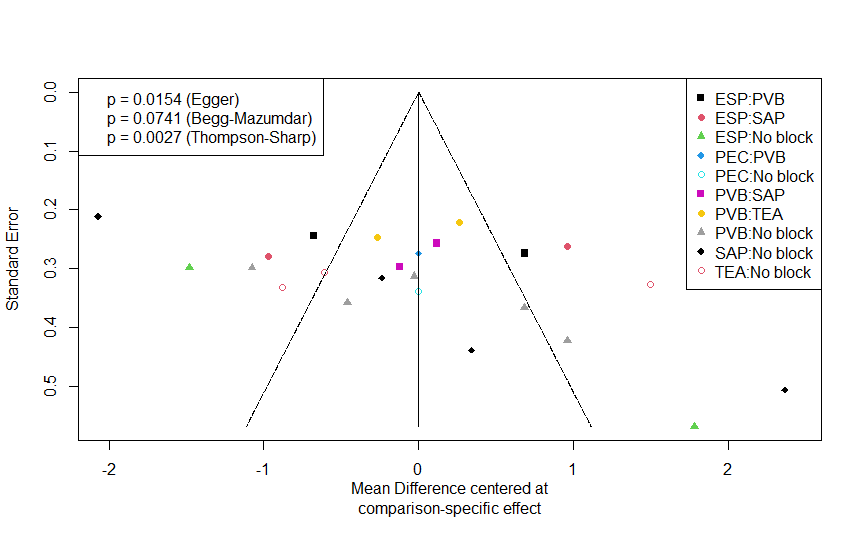 p = 0.0154 (Egger)
p = 0.0741 (Begg-Mazumdar)
p = 0.0027 (Thompson-Sharp)
ESP:PVB
ESP:SAP
ESP:No block
PEC:PVB
PEC:No block
PVB:SAP
PVB:TEA
PVB:No block
SAP:No block
TEA:No block
Standard Error
0.0
0.1
0.2
0.3
0.4
0.5
-2
-1
0
1
2
Mean Difference centered at
comparison-specific effect